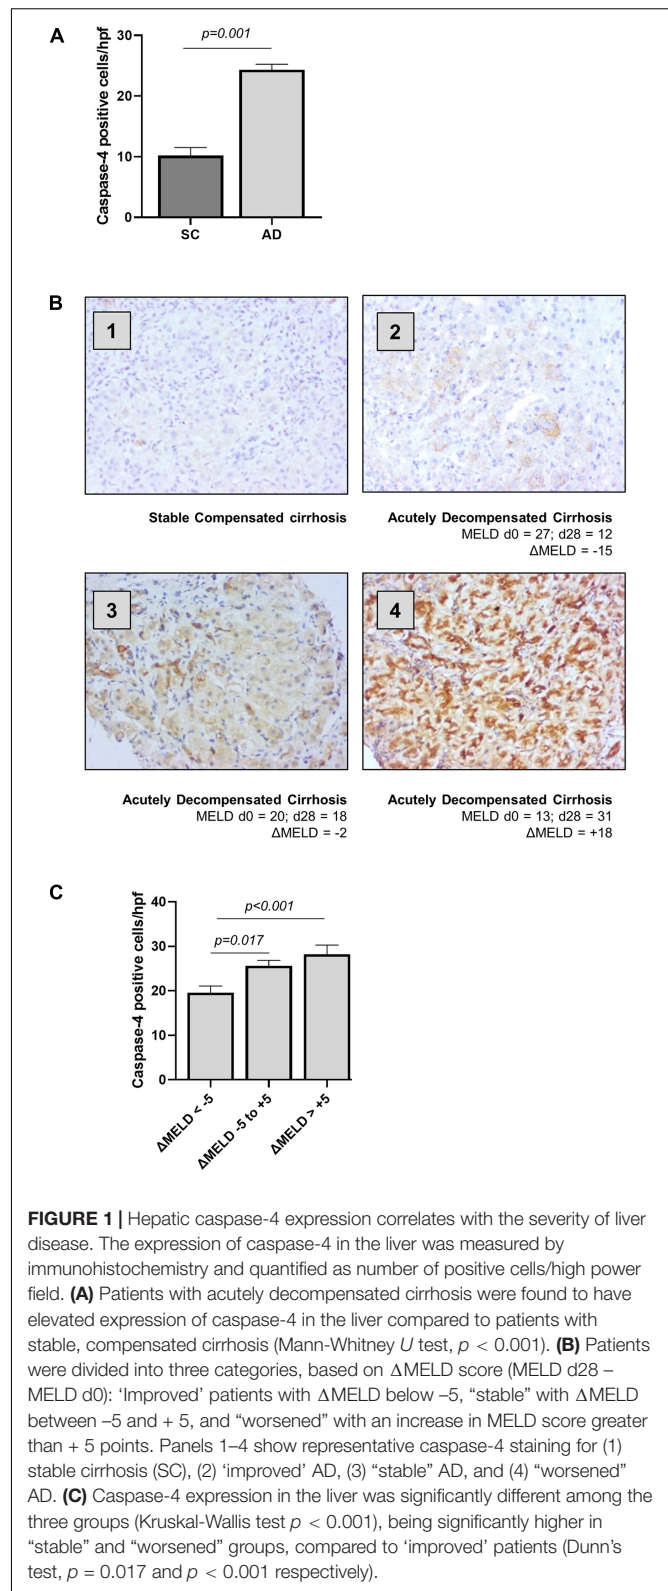 A
Caspase-4 positive cells/hpf
30
20
10
0
p=0.001
SC
AD
B
1
2
Stable Compensated cirrhosis
Acutely Decompensated Cirrhosis
MELD d0 = 27; d28 = 12
ΔMELD = -15
3
4
Acutely Decompensated Cirrhosis
MELD d0 = 20; d28 = 18
ΔMELD = -2
Acutely Decompensated Cirrhosis
MELD d0 = 13; d28 = 31
ΔMELD = +18
C
Caspase-4 positive cells/hpf
40
30
20
10
0
p<0.001
p=0.017
ΔMELD < -5
ΔMELD -5 to +5
ΔMELD > +5
FIGURE 1 | Hepatic caspase-4 expression correlates with the severity of liver
disease. The expression of caspase-4 in the liver was measured by
immunohistochemistry and quantified as number of positive cells/high power
field. (A) Patients with acutely decompensated cirrhosis were found to have
elevated expression of caspase-4 in the liver compared to patients with
stable, compensated cirrhosis (Mann-Whitney U test, p < 0.001). (B) Patients
were divided into three categories, based on ΔMELD score (MELD d28 –
MELD d0): ‘Improved’ patients with ΔMELD below –5, “stable” with ΔMELD
between –5 and + 5, and “worsened” with an increase in MELD score greater
than + 5 points. Panels 1–4 show representative caspase-4 staining for (1)
stable cirrhosis (SC), (2) ‘improved’ AD, (3) “stable” AD, and (4) “worsened”
AD. (C) Caspase-4 expression in the liver was significantly different among the
three groups (Kruskal-Wallis test p < 0.001), being significantly higher in
“stable” and “worsened” groups, compared to ‘improved’ patients (Dunn’s
test, p = 0.017 and p < 0.001 respectively).